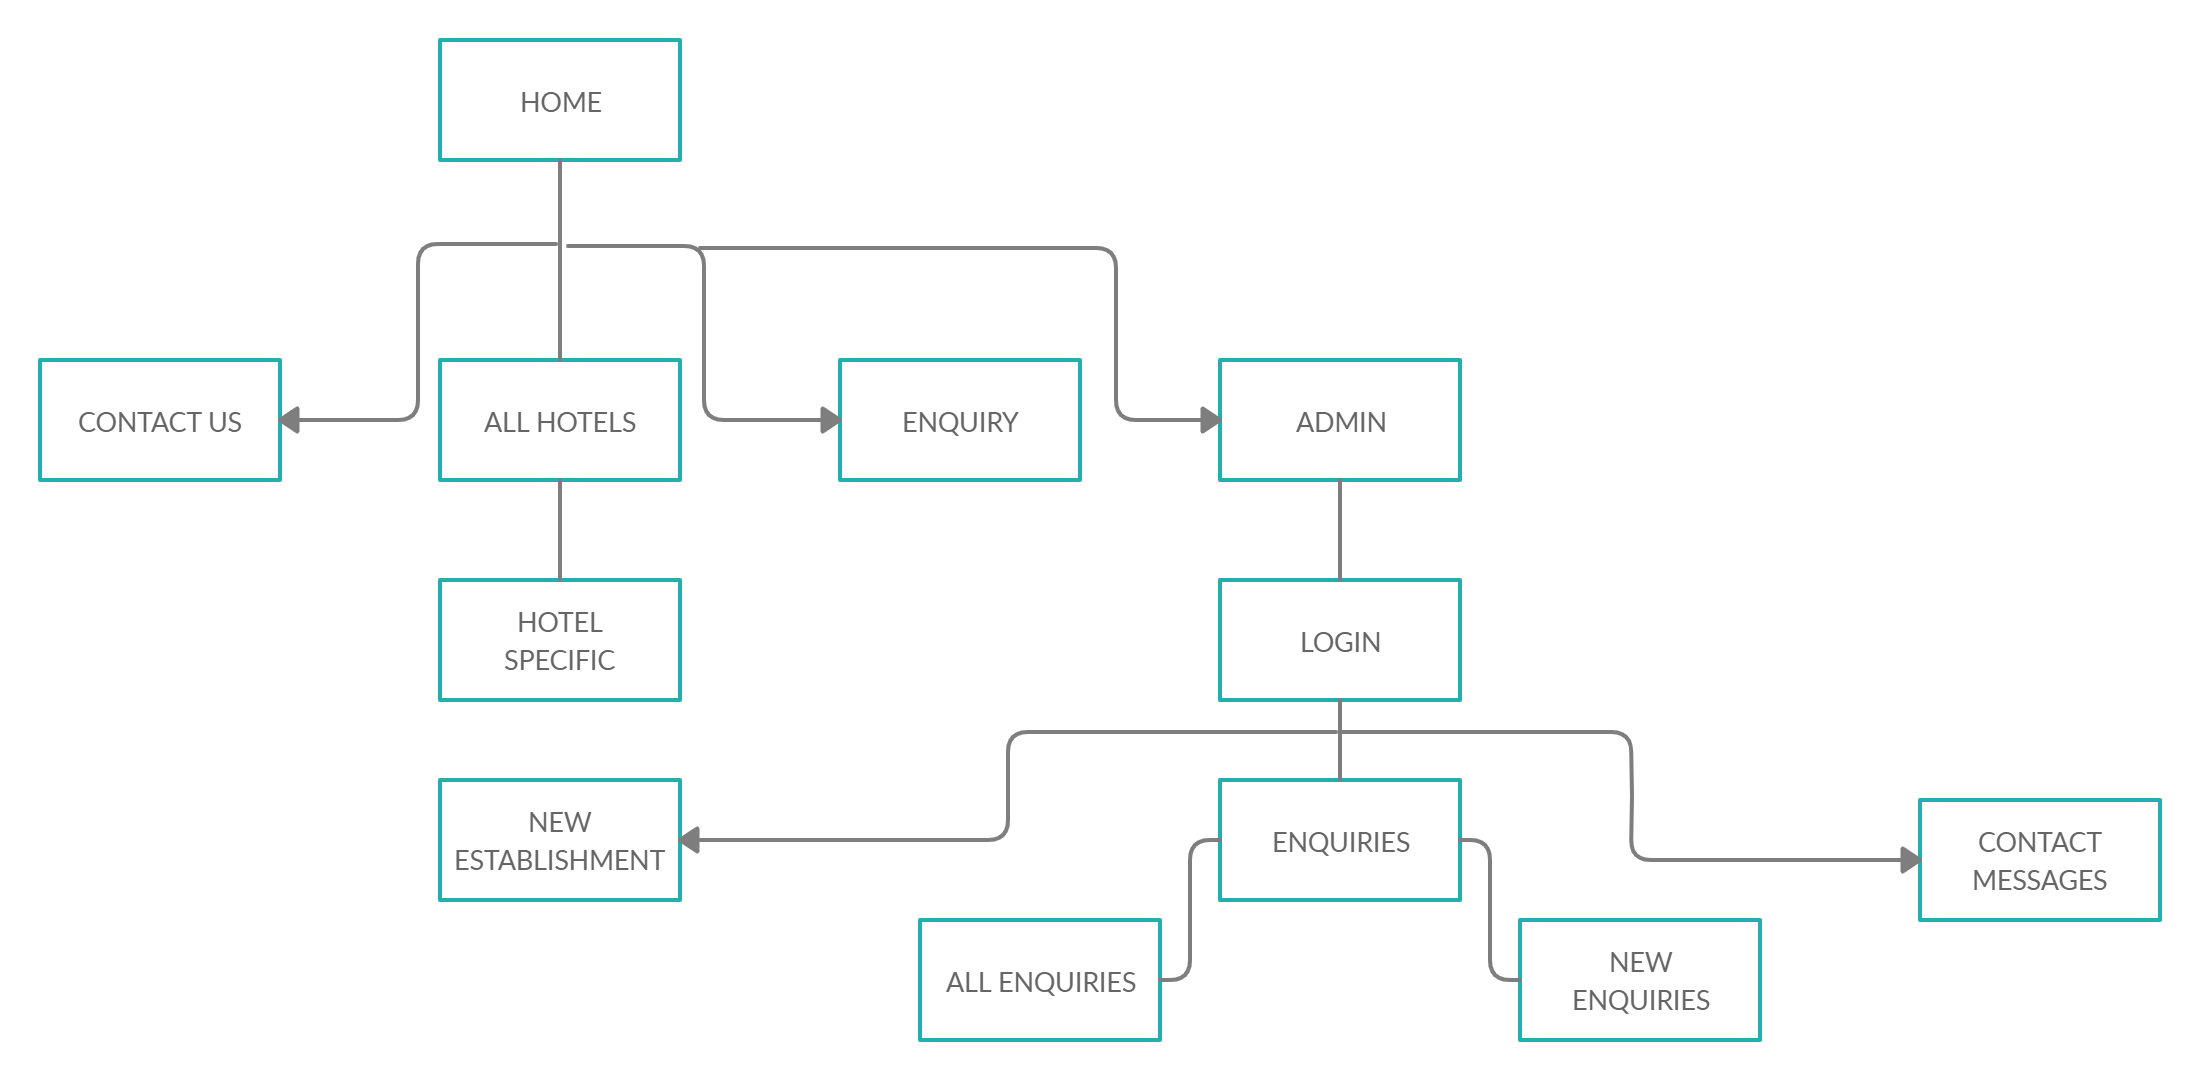 HOME
CONTACT US
ALL HOTELS
ENQUIRY
ADMIN
HOTEL
SPECIFIC
LOGIN
NEW
ESTABLISHMENT
ENQUIRIES
CONTACT
MESSAGES
ALL ENQUIRIES
NEW
ENQUIRIES